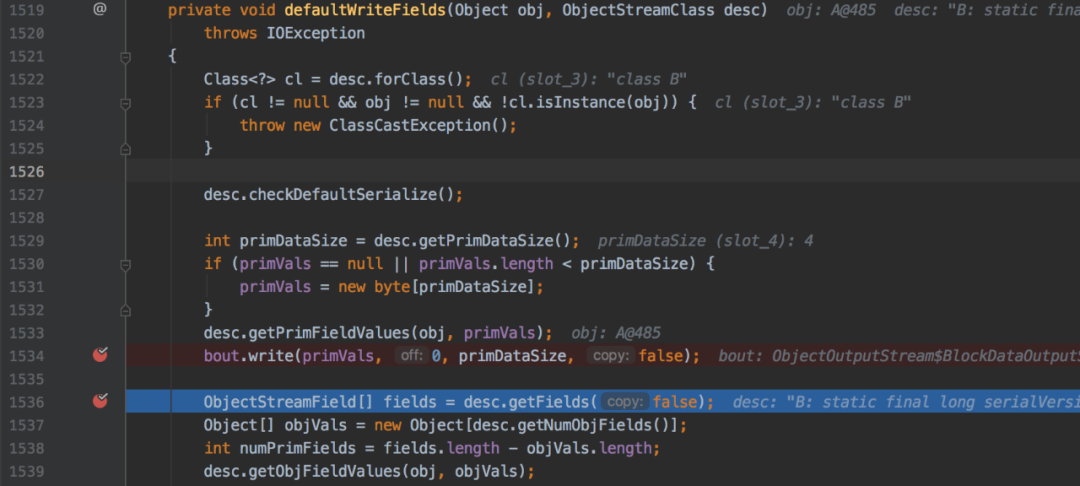 1519 @ private void defaultWriteFields(Object obj, ObjectStreamClass desc) obj: A@485 desc: "B: static fina
1520 throws IOException
1521 {
1522 Class<?> cl = desc.forClass(); cl (slot_3): "class B"
1523 if (cl != null && obj != null && !cl.isInstance(obj)) { cl (slot_3): "class B"
1524 throw new ClassCastException();
1525 }
1526
1527 desc.checkDefaultSerialize();
1528
1529 int primDataSize = desc.getPrimDataSize(); primDataSize (slot_4): 4
1530 if (primVals == null || primVals.length < primDataSize) {
1531 primVals = new byte[primDataSize];
1532 }
1533 desc.getPrimFieldValues(obj, primVals); obj: A@485
1534 bout.write(primVals, off: 0, primDataSize, copy: false); bout: ObjectOutputStream$BlockDataOutputS
1535
1536 ObjectStreamField[] fields = desc.getFields( copy: false); desc: "B: static final long serialVersi
1537 Object[] objVals = new Object[desc.getNumObjFields()];
1538 int numPrimFields = fields.length - objVals.length;
1539 desc.getObjFieldValues(obj, objVals);